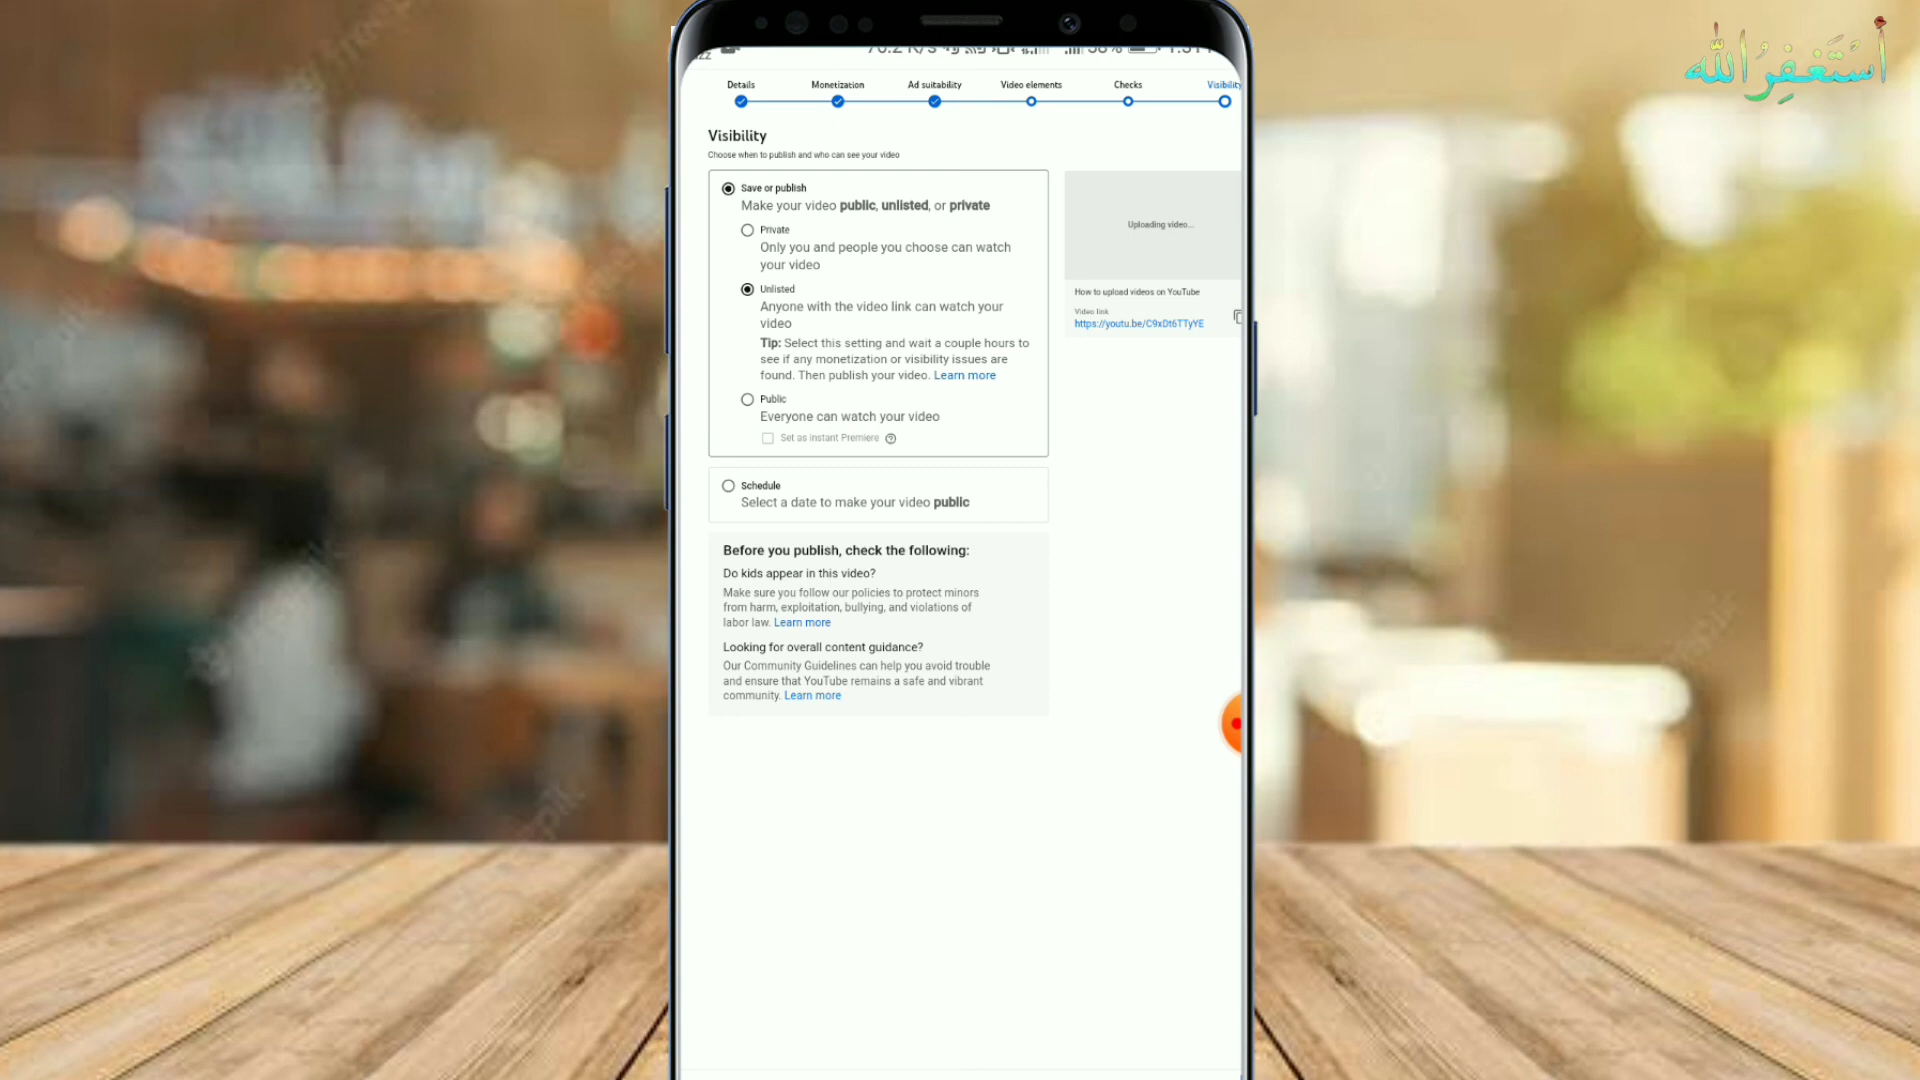 أَسْتَغْفِرُ اللّٰه
Details
Monetization
Ad suitability
Video elements
Checks
Visibility
Visibility
Choose when to publish and who can see your video
Save or publish
Make your video public, unlisted, or private
Private
Only you and people you choose can watch
your video
Unlisted
Anyone with the video link can watch your
video
Tip: Select this setting and wait a couple hours to
see if any monetization or visibility issues are
found. Then publish your video. Learn more
Public
Everyone can watch your video
Set as instant Premiere
Schedule
Select a date to make your video public
Before you publish, check the following:
Do kids appear in this video?
Make sure you follow our policies to protect minors
from harm, exploitation, bullying, and violations of
labor law. Learn more
Looking for overall content guidance?
Our Community Guidelines can help you avoid trouble
and ensure that YouTube remains a safe and vibrant
community. Learn more
Uploading video...
How to upload videos on YouTube
Video link
https://youtu.be/C9xDt6TTyYE